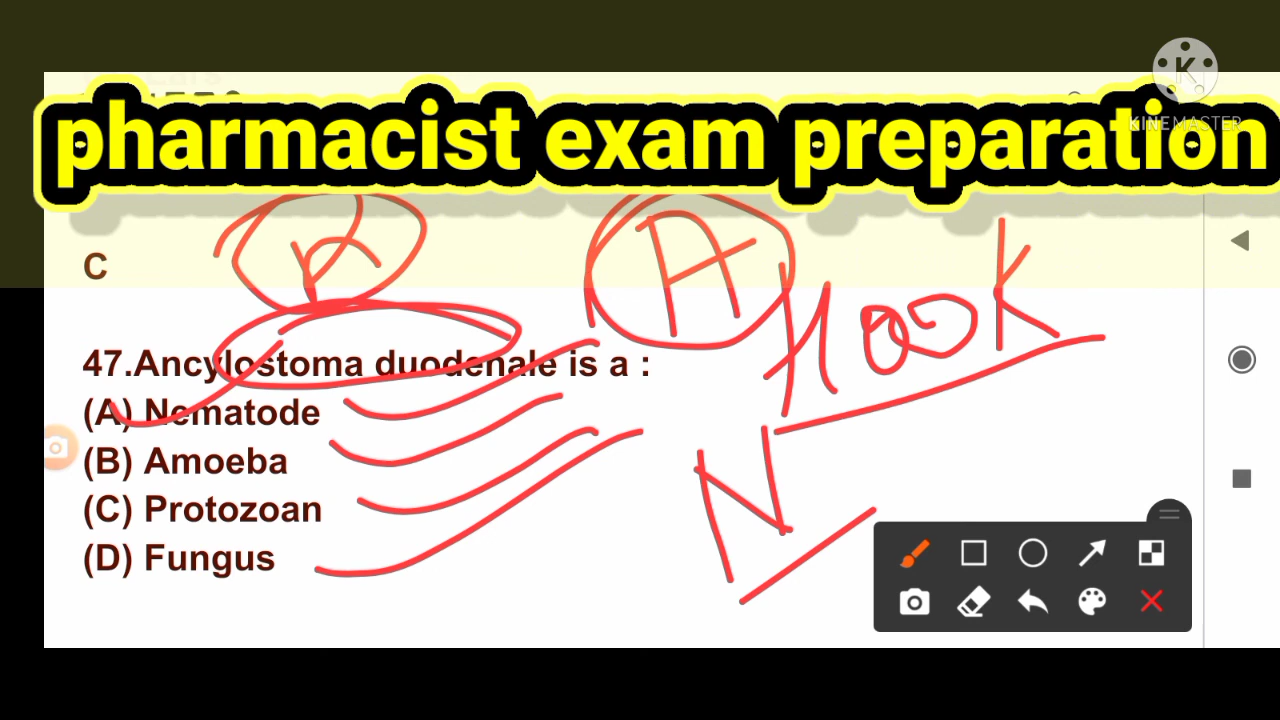 pharmacist exam preparation
K
KINEMASTER
C
R
A
Hook
47.Ancylostoma duodenale is a :
(A) Nematode
(B) Amoeba
(C) Protozoan
(D) Fungus
N